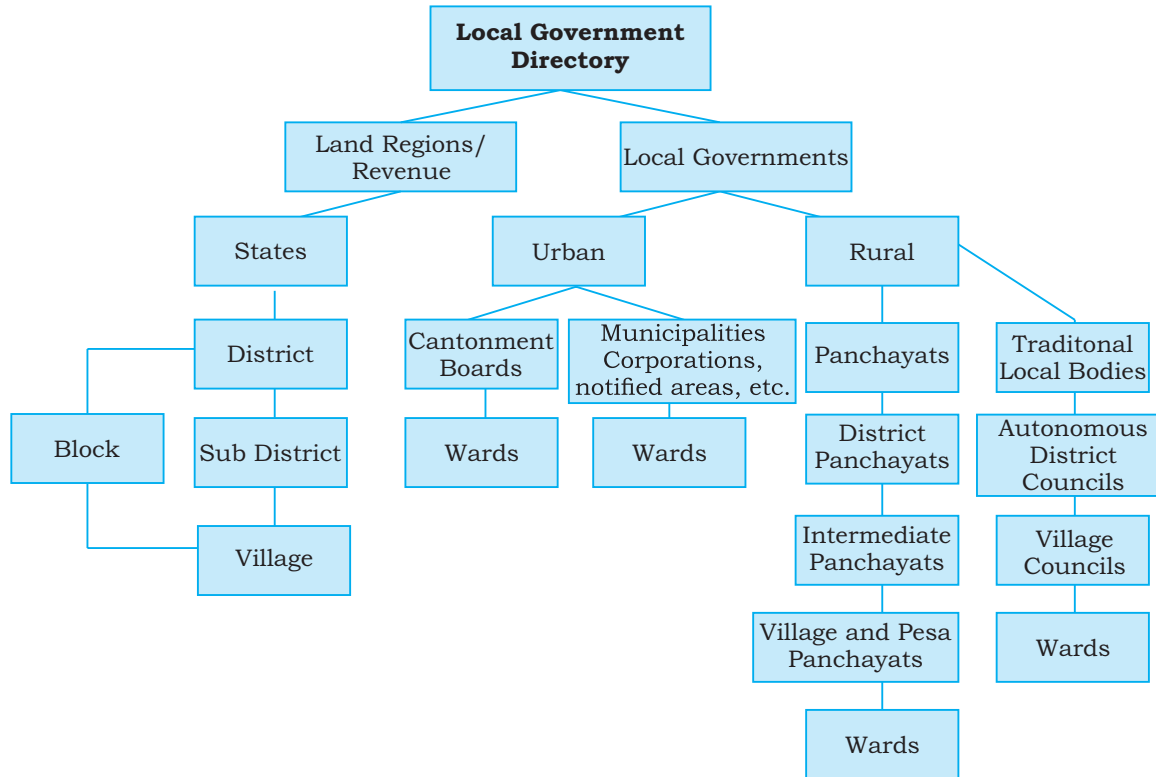 Local Government
Directory
Land Regions/
Revenue
Local Governments
States
Urban
Rural
District
Cantonment
Boards
Municipalities
Corporations,
notified areas, etc.
Panchayats
Traditonal
Local Bodies
Block
Sub District
Wards
Wards
District
Panchayats
Autonomous
District
Councils
Village
Intermediate
Panchayats
Village
Councils
Village and Pesa
Panchayats
Wards
Wards